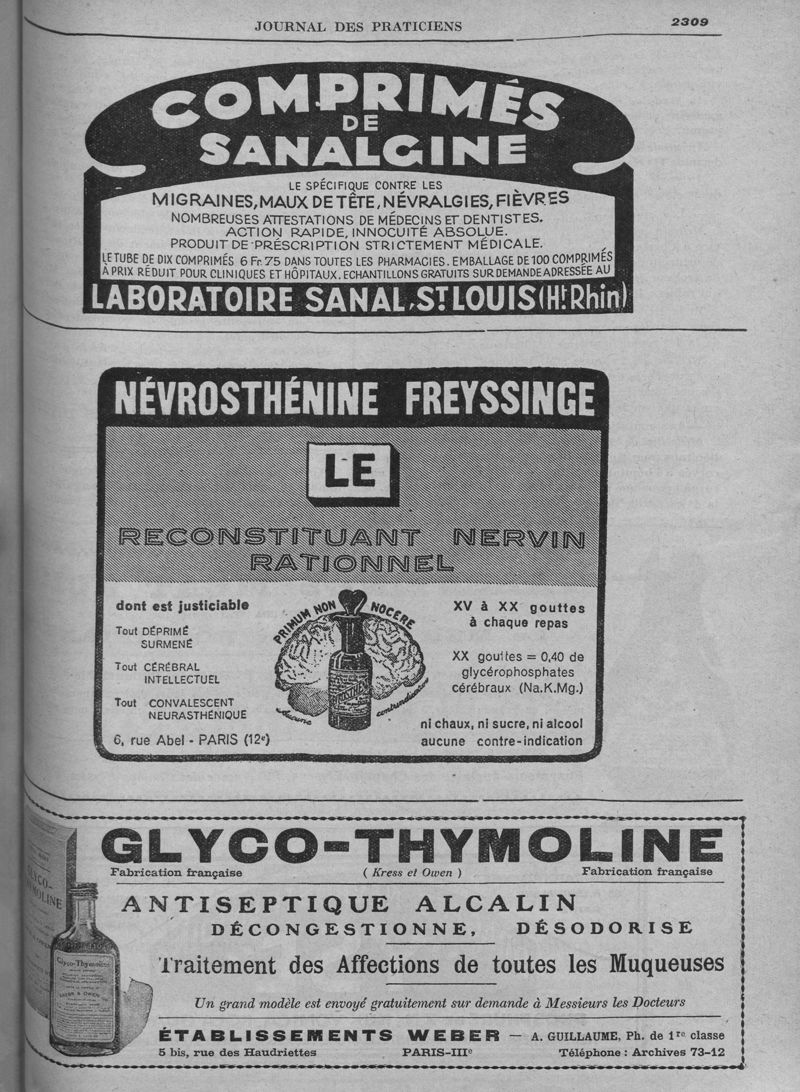 JOURNAL DES PRATICIENS
2309
COMPRIMÉS
DE
SANALGINE
LE SPÉCIFIQUE CONTRE LES
MIGRAINES, MAUX DE TÊTE, NÉVRALGIES, FIÈVRES
NOMBREUSES ATTESTATIONS DE MÉDECINS ET DENTISTES.
ACTION RAPIDE, INNOCUITÉ ABSOLUE.
PRODUIT DE PRÉSCRIPTION STRICTEMENT MÉDICALE.
LE TUBE DE DIX COMPRIMÉS 6 Fr. 75 DANS TOUTES LES PHARMACIES. EMBALLAGE DE 100 COMPRIMÉS
À PRIX RÉDUIT POUR CLINIQUES ET HÔPITAUX. ECHANTILLONS GRATUITS SUR DEMANDE ADRESSÉE AU
LABORATOIRE SANAL, ST. LOUIS (Ht Rhin)
NÉVROSTHÉNINE FREYSSINGE
LE
RECONSTITUANT NERVIN
RATIONNEL
dont est justiciable
Tout DÉPRIMÉ
SURMENÉ
Tout CÉRÉBRAL
INTELLECTUEL
Tout CONVALESCENT
NEURASTHÉNIQUE
6, rue Abel - PARIS (12e)
PRIMUM NON NOCERE
Aucune contreindication
XV à XX gouttes
à chaque repas
XX gouttes = 0,40 de
glycérophosphates
cérébraux (Na.K.Mg.)
ni chaux, ni sucre, ni alcool
aucune contre-indication
GLYCO-THYMOLINE
Fabrication française
( Kress et Owen )
Fabrication française
ANTISEPTIQUE ALCALIN
DÉCONGESTIONNE, DÉSODORISE
Traitement des Affections de toutes les Muqueuses
Un grand modèle est envoyé gratuitement sur demande à Messieurs les Docteurs
ÉTABLISSEMENTS WEBER — A. GUILLAUME, Ph. de 1re classe
5 bis, rue des Haudriettes PARIS-IIIe Téléphone : Archives 73-12
Glyco-Thymoline